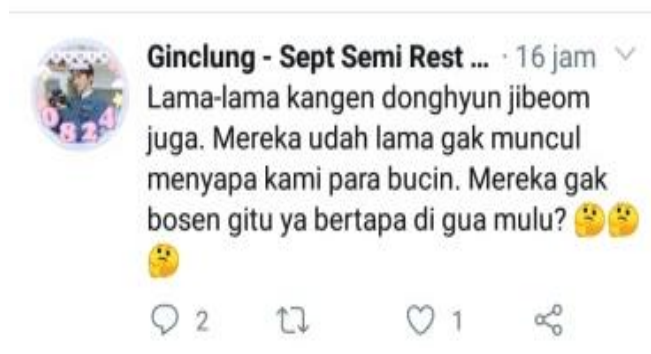 Ginclung - Sept Semi Rest ... · 16 jam
Lama-lama kangen donghyun jibeom
juga. Mereka udah lama gak muncul
menyapa kami para bucin. Mereka gak
bosen gitu ya bertapa di gua mulu? 🤔🤔
🤔
0824
2 1